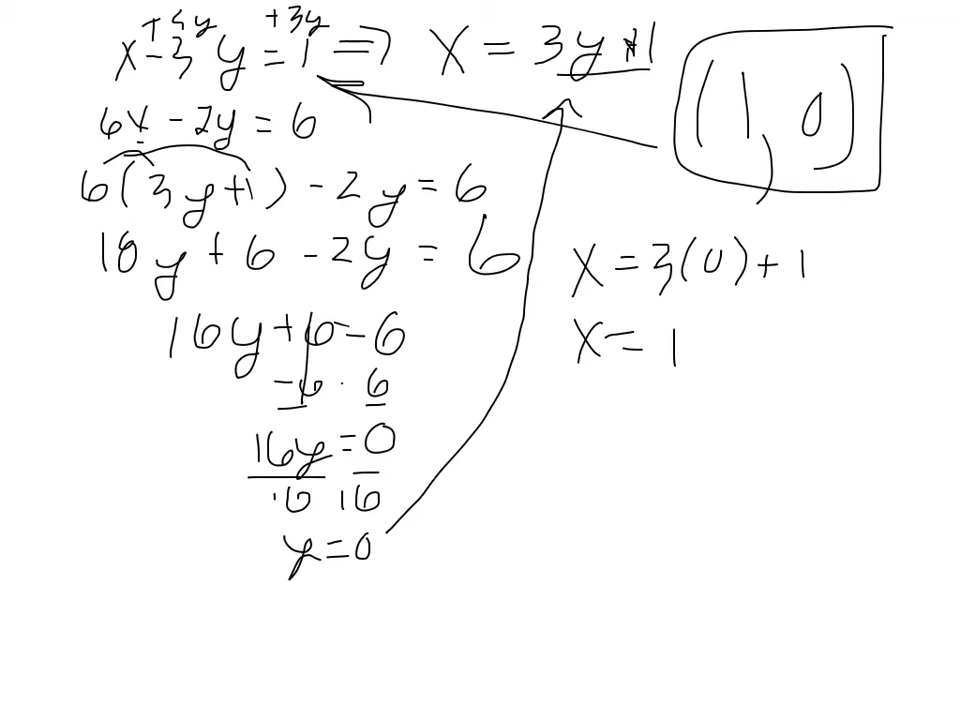 +3y +3y
x - 3y = 1 ⇒ x = 3y + 1
(1, 0)
6x - 2y = 6
6(3y+1) - 2y = 6
18y + 6 - 2y = 6
x = 3(0) + 1
16y + 6 = 6
x = 1
-6 -6
16y = 0
16 16
y = 0